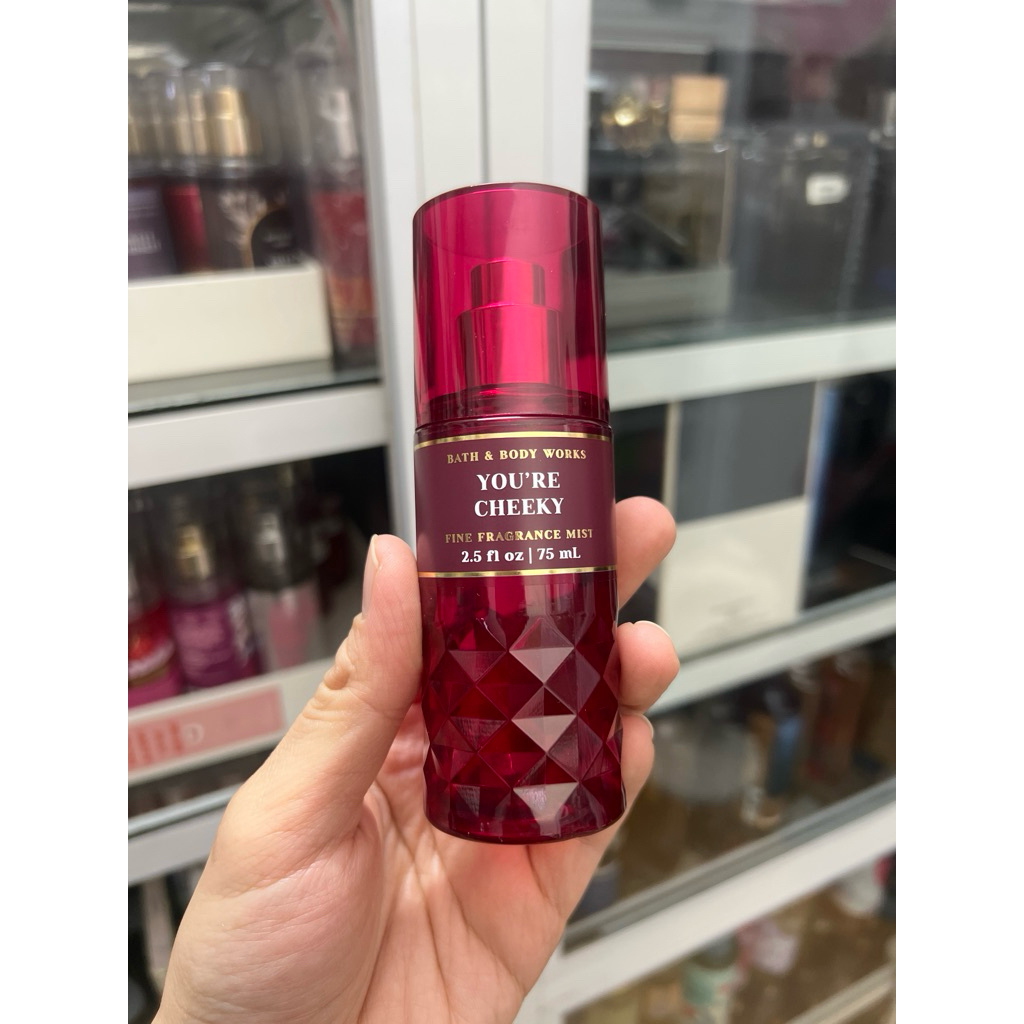 BATH & BODY WORKS
YOU'RE
CHEEKY
FINE FRAGRANCE MIST
2.5 fl oz | 75 mL